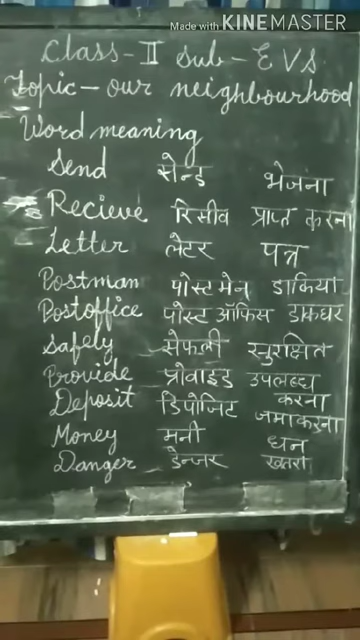 Made with KINEMASTER
Class - II Sub - EVS
Topic - our neighbourhood
Word meaning
Send सेन्ड भेजना
Recieve रिसीव प्राप्त करना
Letter लेटर पत्र
Postman पोस्ट मेन डाकिया
Postoffice पोस्ट ऑफिस डाकघर
Safely सेफली सुरक्षित
Provide प्रोवाइड उपलब्ध करना
Deposit डिपोजिट जमा करना
Money मनी धन
Danger डेन्जर खतरा